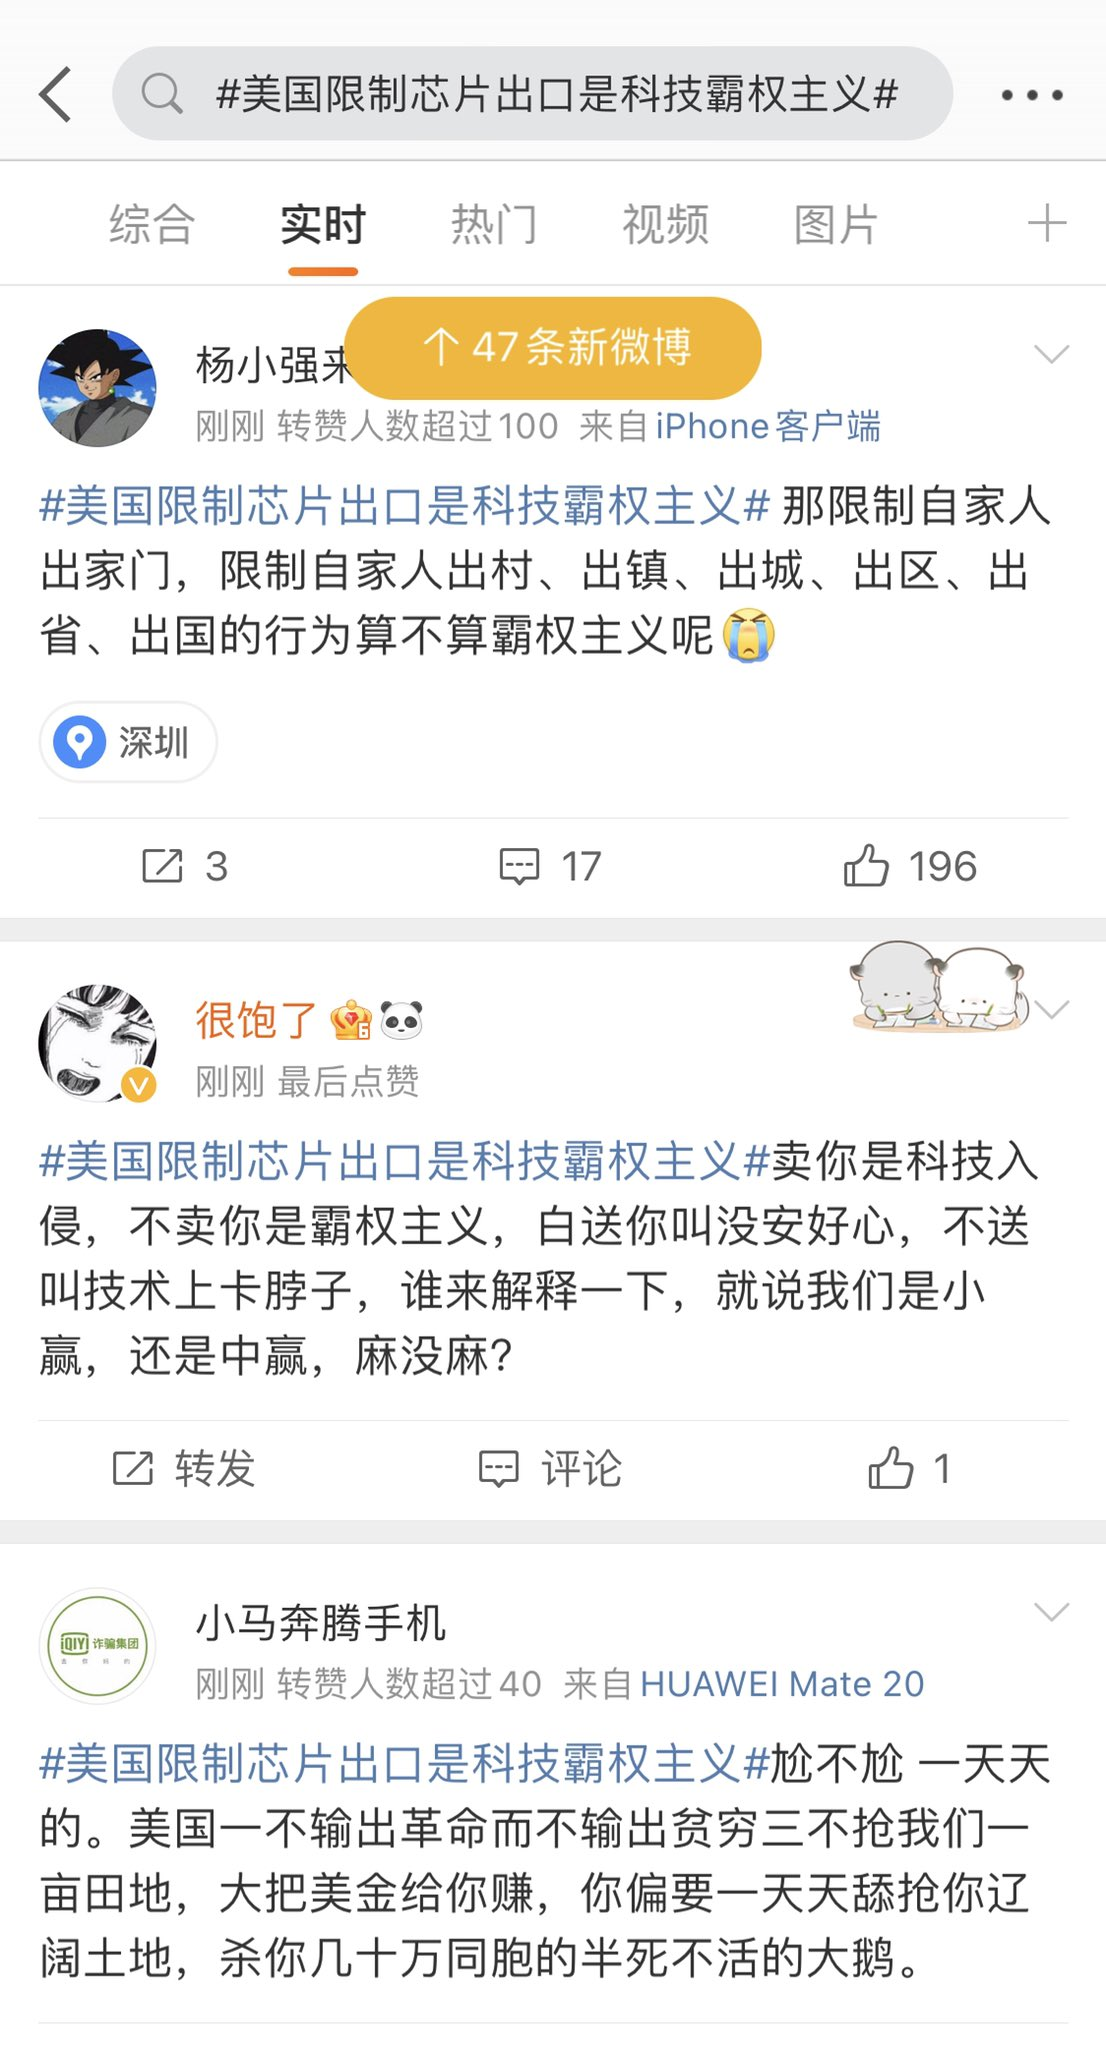 #美国限制芯片出口是科技霸权主义#
综合 实时 热门 视频 图片
↑ 47条新微博
杨小强来
刚刚 转赞人数超过100 来自iPhone客户端
#美国限制芯片出口是科技霸权主义# 那限制自家人
出家门，限制自家人出村、出镇、出城、出区、出
省、出国的行为算不算霸权主义呢
深圳
3 17 196
很饱了
6
刚刚 最后点赞
#美国限制芯片出口是科技霸权主义#卖你是科技入
侵，不卖你是霸权主义，白送你叫没安好心，不送
叫技术上卡脖子，谁来解释一下，就说我们是小
赢，还是中赢，麻没麻？
转发 评论 1
iQIYI 诈骗集团
小马奔腾手机
刚刚 转赞人数超过40 来自HUAWEI Mate 20
#美国限制芯片出口是科技霸权主义#尬不尬 一天天
的。美国一不输出革命而不输出贫穷三不抢我们一
亩田地，大把美金给你赚，你偏要一天天舔抢你辽
阔土地，杀你几十万同胞的半死不活的大鹅。